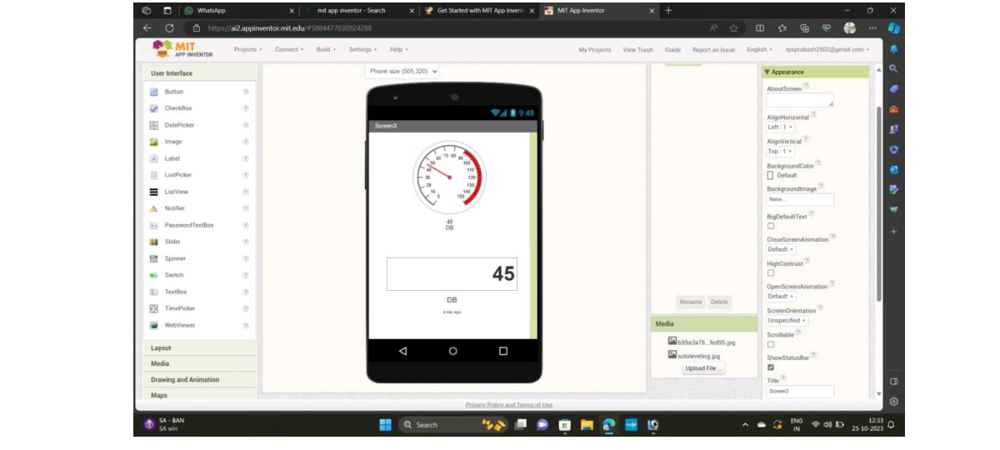 WhatsApp
mit app inventor - Search
Get Started with MIT App Invent
MIT App Inventor
https://ai2.appinventor.mit.edu/#5884477030924288
MIT
APP INVENTOR
Projects
Connect
Build
Settings
Help
My Projects
View Trash
Guide
Report an Issue
English
rpsprakash2502@gmail.com
User Interface
Button
CheckBox
DatePicker
Image
Label
ListPicker
ListView
Notifier
PasswordTextBox
Slider
Spinner
Switch
TextBox
TimePicker
WebViewer
Layout
Media
Drawing and Animation
Maps
Phone size (505,320)
9:48
Screen3
0
10
20
30
40
50
60
70
80
90
100
110
120
130
140
150
45
DB
45
DB
a day ago
Rename
Delete
Media
b59a3a76...fed95.jpg
sololeveling.jpg
Upload File ...
Appearance
AboutScreen
AlignHorizontal
Left : 1
AlignVertical
Top : 1
BackgroundColor
Default
BackgroundImage
None...
BigDefaultText
CloseScreenAnimation
Default
HighContrast
OpenScreenAnimation
Default
ScreenOrientation
Unspecified
Scrollable
ShowStatusBar
Title
Screen3
Privacy Policy and Terms of Use
SA - BAN
SA win
Search
ENG
IN
12:33
25-10-2023